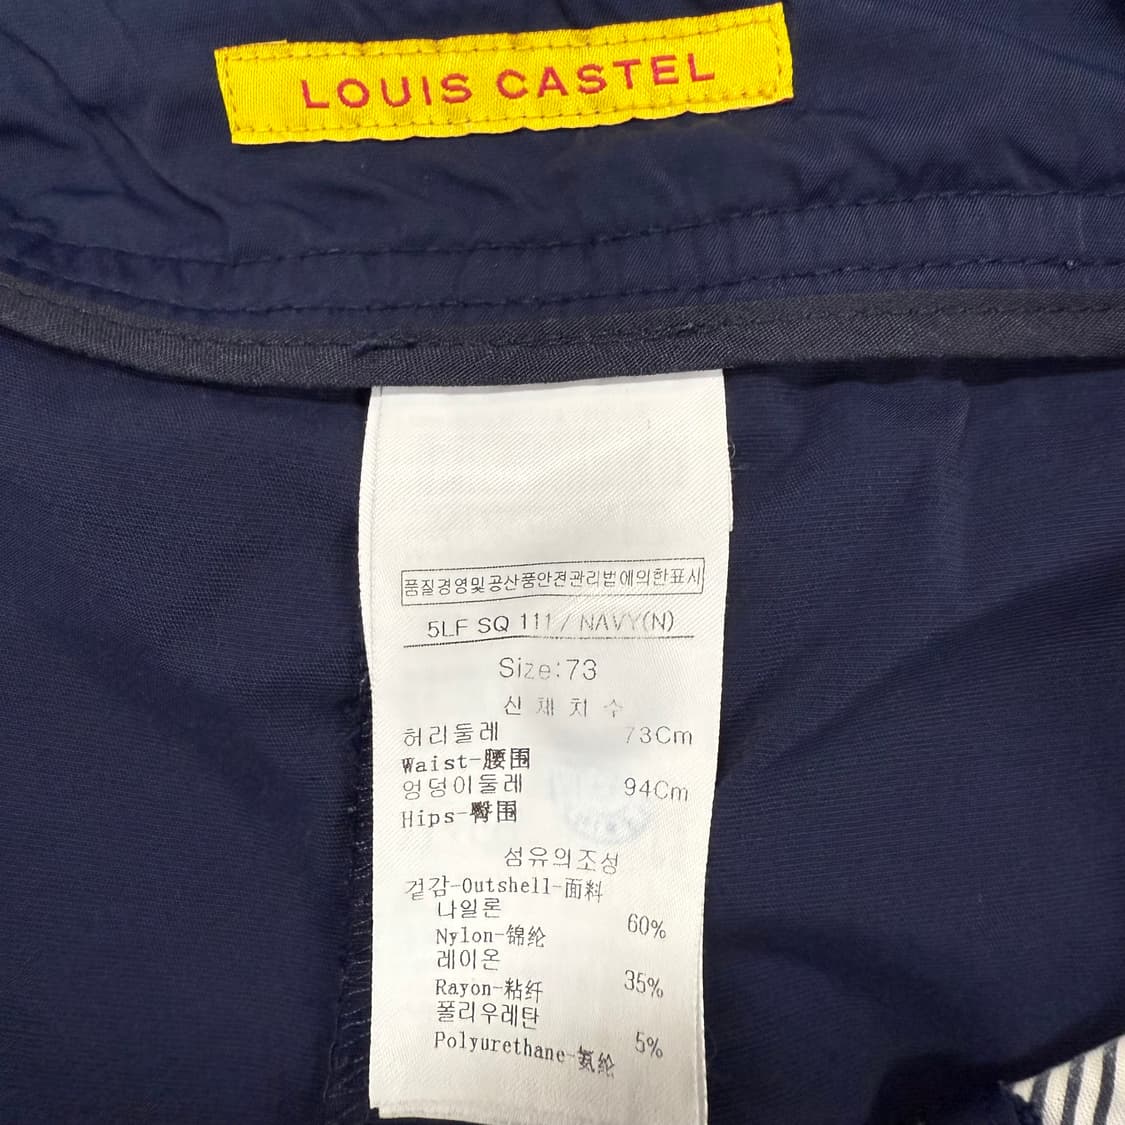 LOUIS CASTEL
품질경영및공산품안전관리법에의한표시
5LF SQ 111 / NAVY(N)
Size:73
신 체 치 수
허리둘레 73Cm
Waist-腰围
엉덩이둘레 94Cm
Hips-臀围
섬유의조성
겉감-Outshell-面料
나일론
Nylon-锦纶 60%
레이온
Rayon-粘纤 35%
폴리우레탄
Polyurethane-氨纶 5%